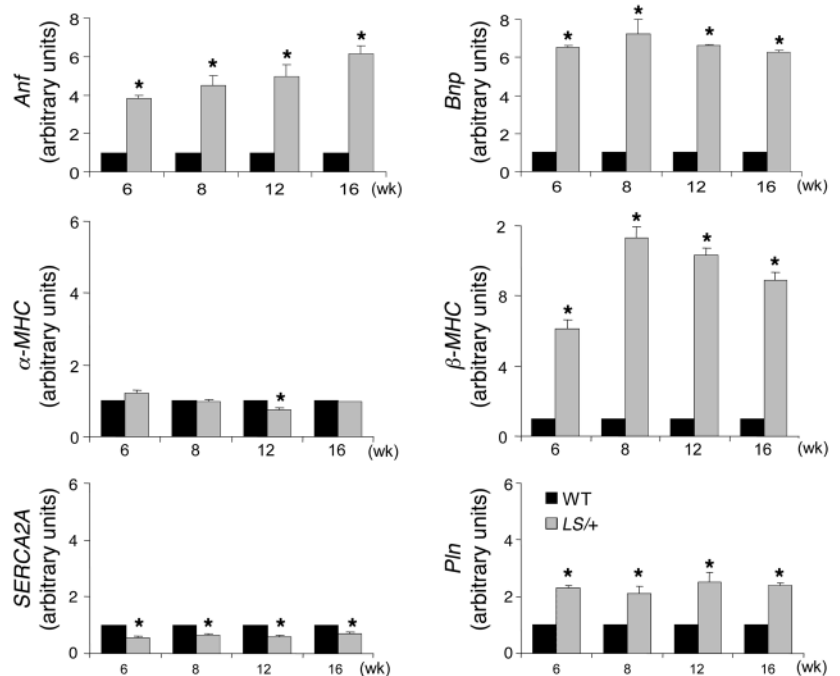 Anf
(arbitrary units)
8
6
4
2
0
* * * *
6 8 12 16 (wk)
Bnp
(arbitrary units)
8
6
4
2
0
* * * *
6 8 12 16 (wk)
α-MHC
(arbitrary units)
6
4
2
0
*
6 8 12 16 (wk)
β-MHC
(arbitrary units)
2
8
4
0
* * * *
6 8 12 16 (wk)
SERCA2A
(arbitrary units)
6
4
2
0
* * * *
6 8 12 16 (wk)
Pln
(arbitrary units)
6
4
2
0
WT
LS/+
* * * *
6 8 12 16 (wk)